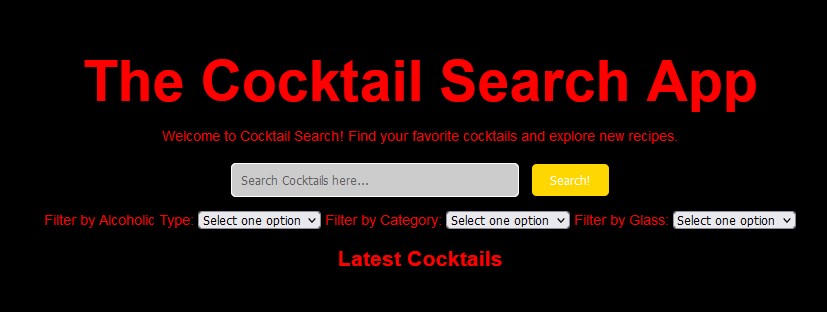 The Cocktail Search App
Welcome to Cocktail Search! Find your favorite cocktails and explore new recipes.
Search Cocktails here... Search!
Filter by Alcoholic Type: Select one option Filter by Category: Select one option Filter by Glass: Select one option
Latest Cocktails